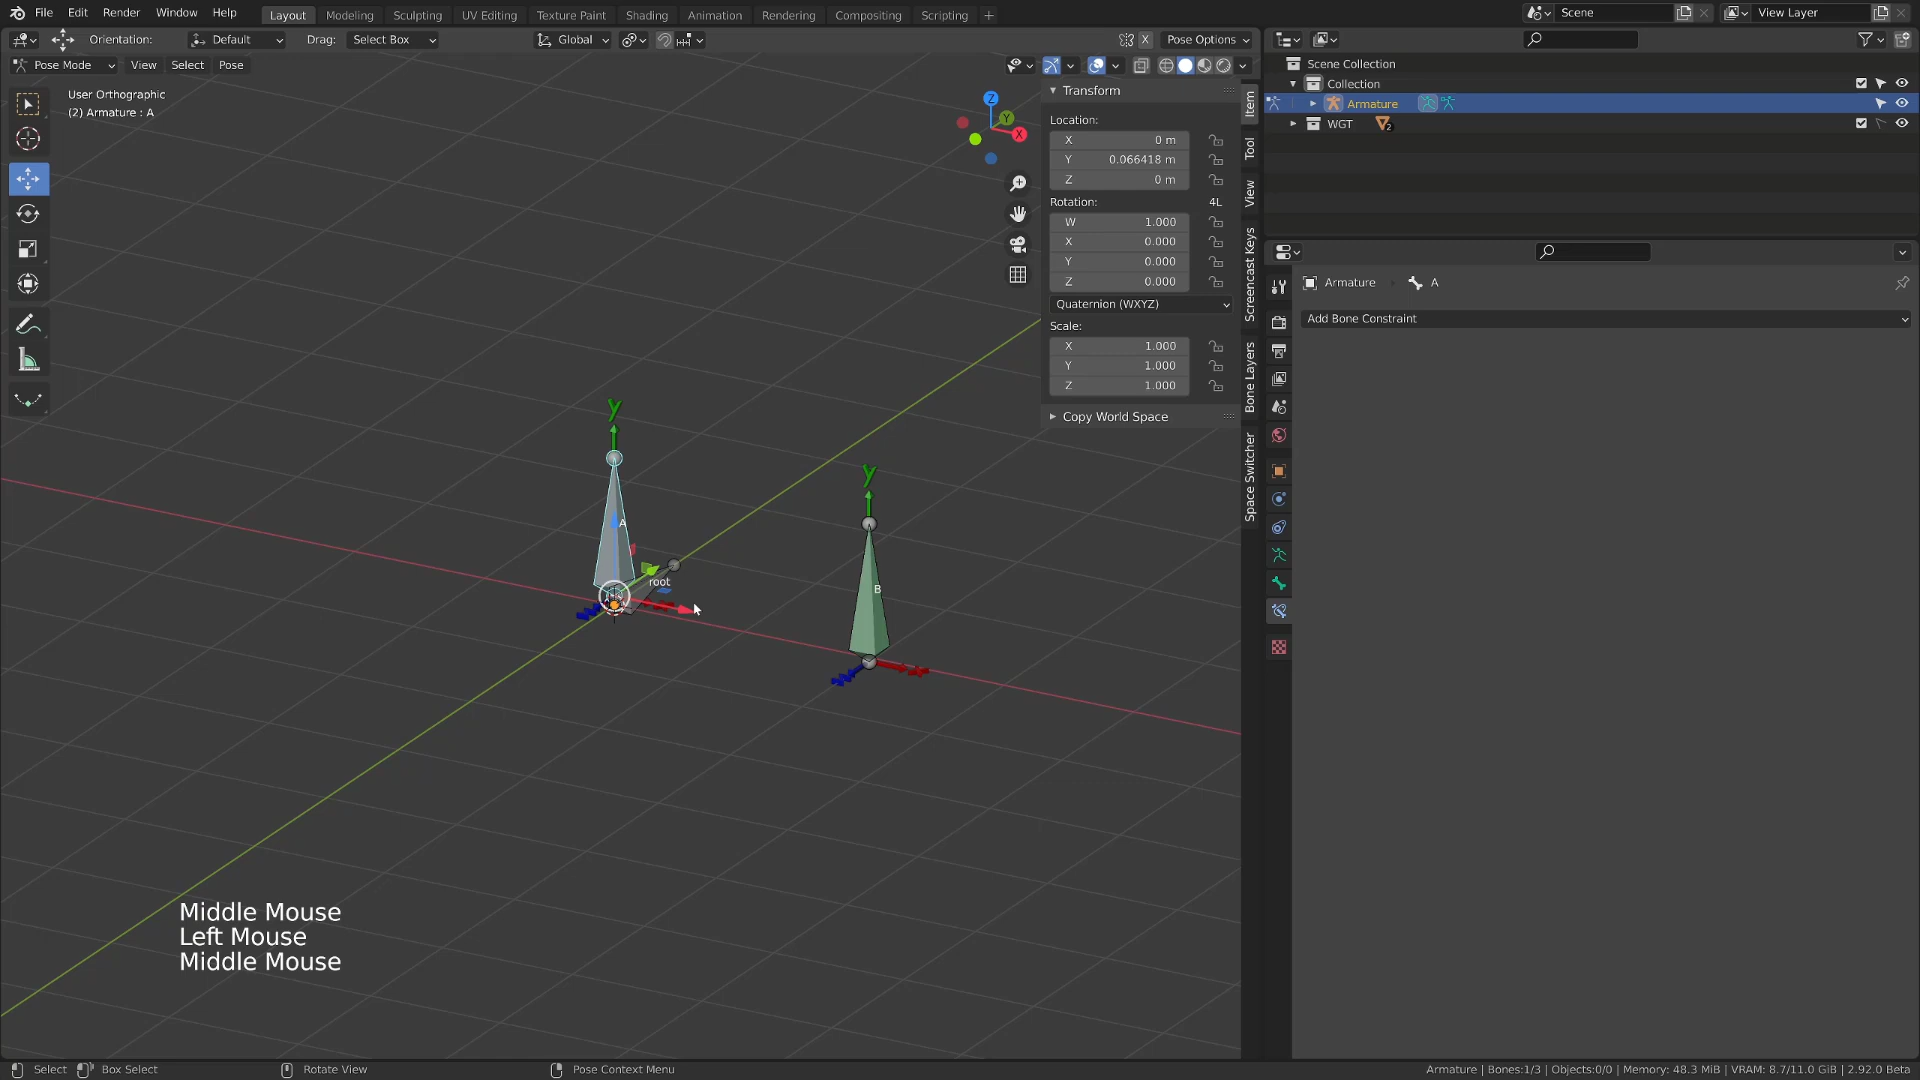 File Edit Render Window Help Layout Modeling Sculpting UV Editing Texture Paint Shading Animation Rendering Compositing Scripting + Scene View Layer
Orientation: Default Drag: Select Box Global X Pose Options
Pose Mode View Select Pose
User Orthographic
(2) Armature : A
Z
Y
X
Transform
Location:
X 0 m
Y 0.066418 m
Z 0 m
Rotation: 4L
W 1.000
X 0.000
Y 0.000
Z 0.000
Quaternion (WXYZ)
Scale:
X 1.000
Y 1.000
Z 1.000
Copy World Space
Item
Tool
View
Screencast Keys
Bone Layers
Space Switcher
Scene Collection
Collection
Armature
WGT 2
Armature A
Add Bone Constraint
y
A
root
y
B
Middle Mouse
Left Mouse
Middle Mouse
Select Box Select Rotate View Pose Context Menu Armature | Bones:1/3 | Objects:0/0 | Memory: 48.3 MiB | VRAM: 8.7/11.0 GiB | 2.92.0 Beta